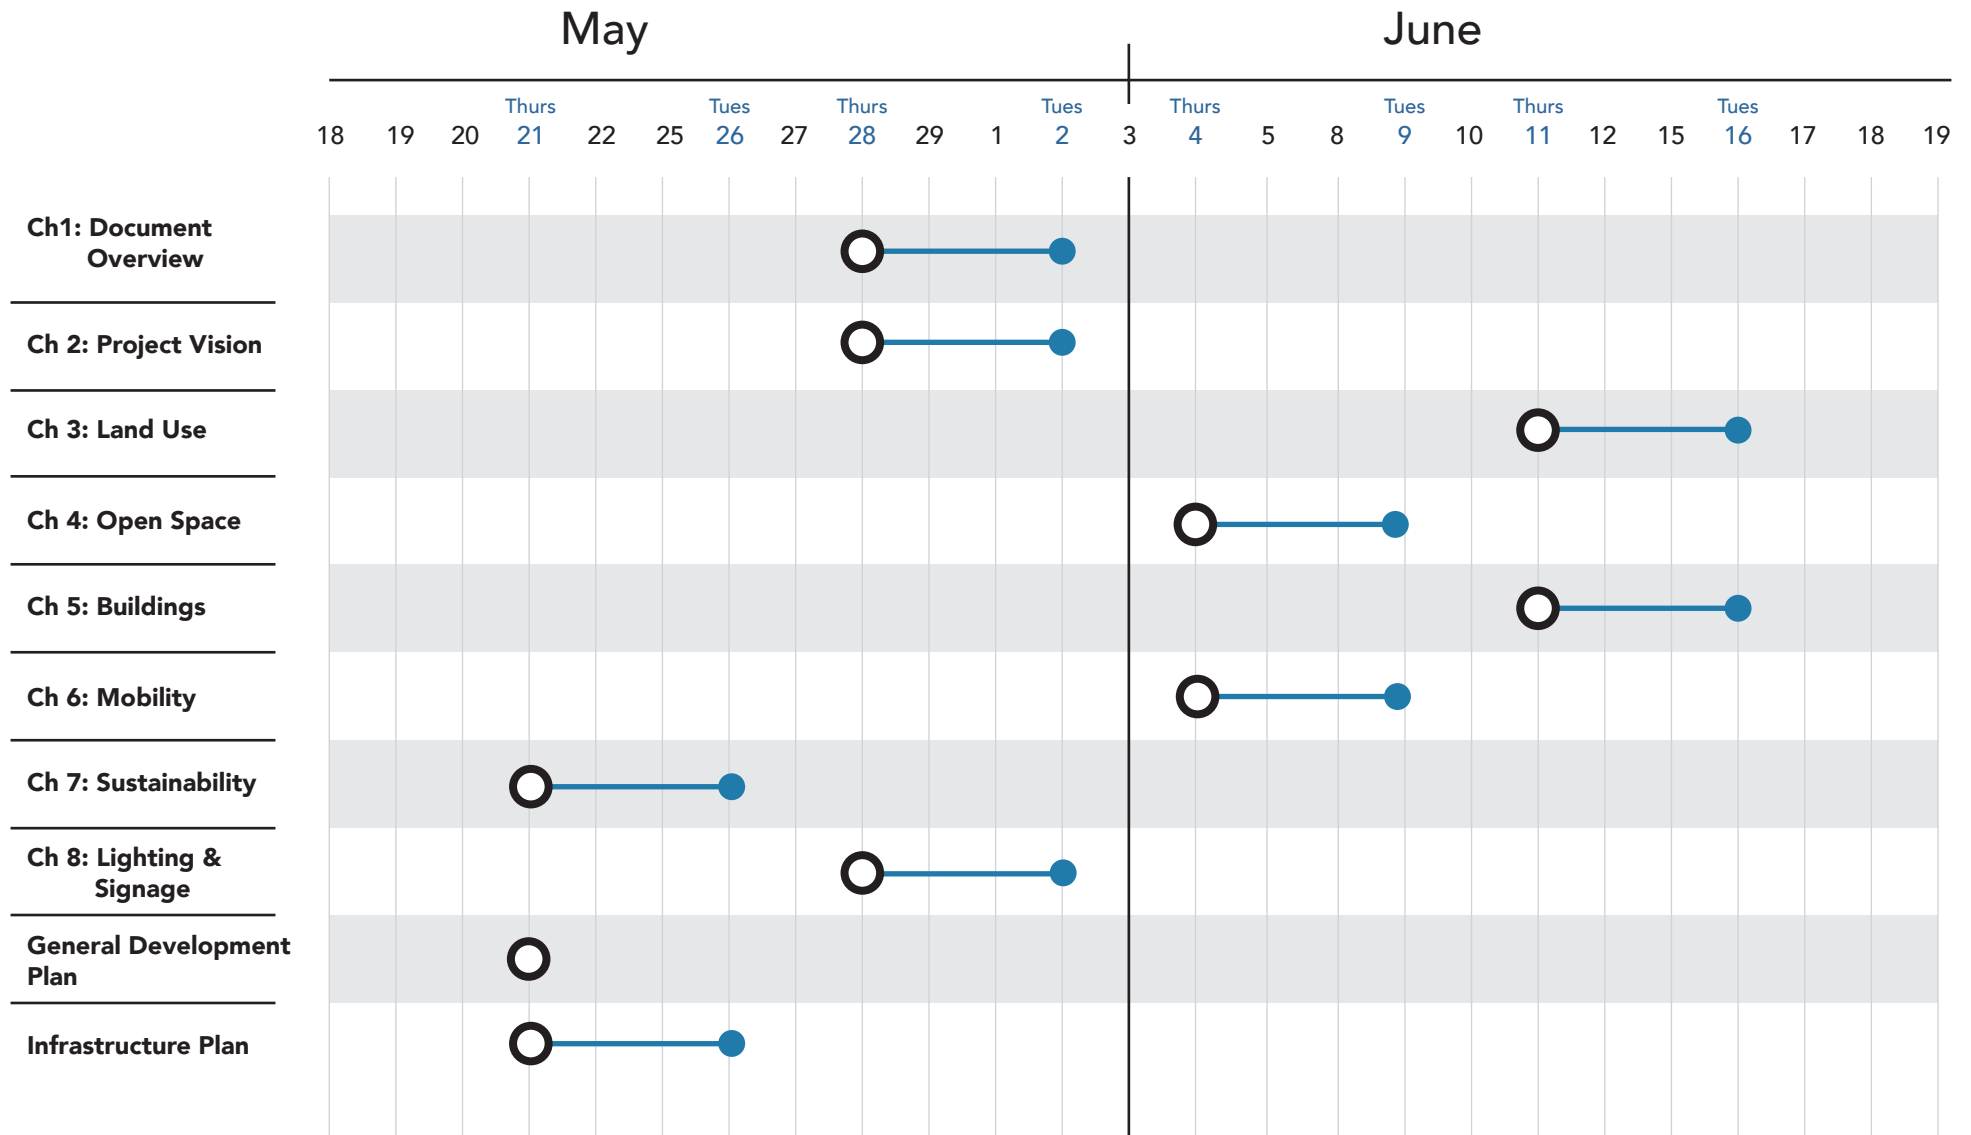 May June
Thurs Tues Thurs Tues Thurs Tues Thurs Tues
18 19 20 21 22 25 26 27 28 29 1 2 3 4 5 8 9 10 11 12 15 16 17 18 19
Ch1: Document
Overview
Ch 2: Project Vision
Ch 3: Land Use
Ch 4: Open Space
Ch 5: Buildings
Ch 6: Mobility
Ch 7: Sustainability
Ch 8: Lighting &
Signage
General Development
Plan
Infrastructure Plan